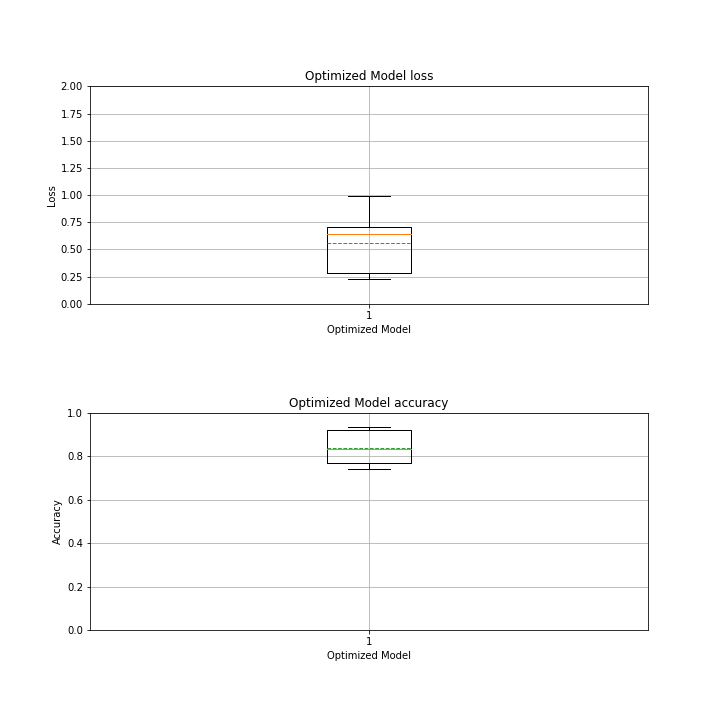 Optimized Model loss
2.00
1.75
1.50
1.25
1.00
0.75
0.50
0.25
0.00
Loss
1
Optimized Model
Optimized Model accuracy
1.0
0.8
0.6
0.4
0.2
0.0
Accuracy
1
Optimized Model